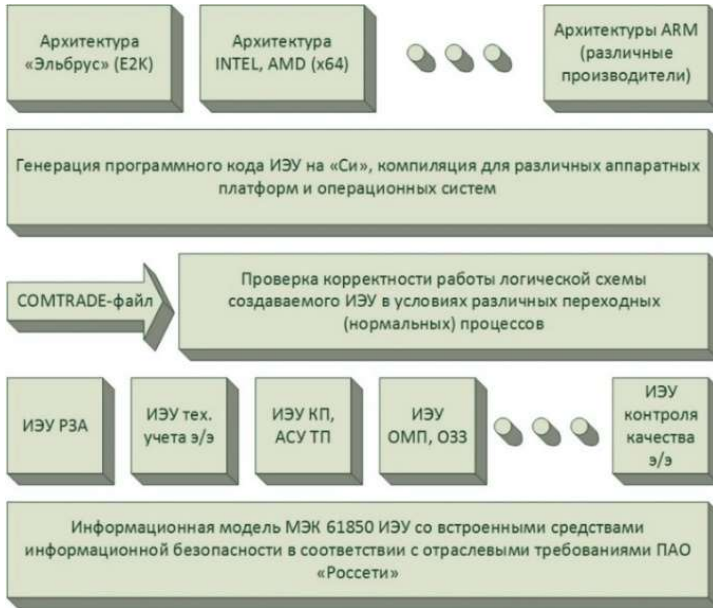 Архитектура
«Эльбрус» (E2K)
Архитектура
INTEL, AMD (x64)
Архитектуры ARM
(различные
производители)
Генерация программного кода ИЭУ на «Си», компиляция для различных аппаратных
платформ и операционных систем
COMTRADE-файл
Проверка корректности работы логической схемы
создаваемого ИЭУ в условиях различных переходных
(нормальных) процессов
ИЭУ РЗА
ИЭУ тех.
учета э/э
ИЭУ КП,
АСУ ТП
ИЭУ
ОМП, ОЗЗ
ИЭУ
контроля
качества
э/э
Информационная модель МЭК 61850 ИЭУ со встроенными средствами
информационной безопасности в соответствии с отраслевыми требованиями ПАО
«Россети»